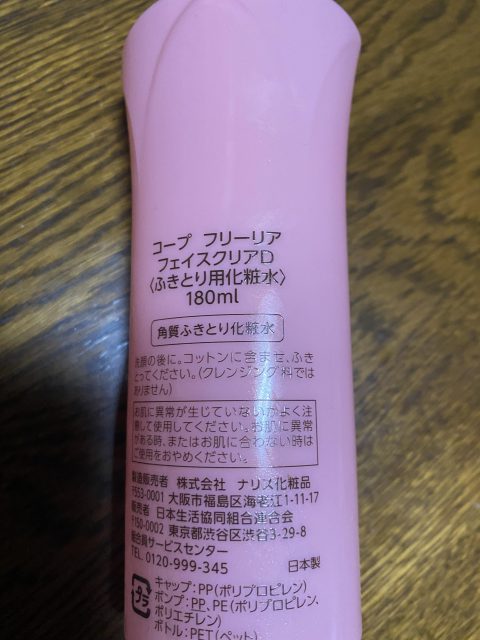 コープ フリーリア
フェイスクリアD
〈ふきとり用化粧水〉
180ml
角質ふきとり化粧水
洗顔の後に。コットンに含ませ、ふき
とってください。(クレンジング料では
ありません)
お肌に異常が生じていないかよく注
意して使用してください。お肌に異常
がある時、またはお肌に合わない時は
ご使用をおやめください。
製造販売者 株式会社 ナリス化粧品
〒553-0001 大阪市福島区海老江1-11-17
販売者 日本生活協同組合連合会
〒150-0002 東京都渋谷区渋谷3-29-8
組合員サービスセンター
TEL. 0120-999-345 日本製
プラ
キャップ:PP(ポリプロピレン)
ポンプ:PP、PE(ポリプロピレン、
ポリエチレン)
ボトル:PET(ペット)